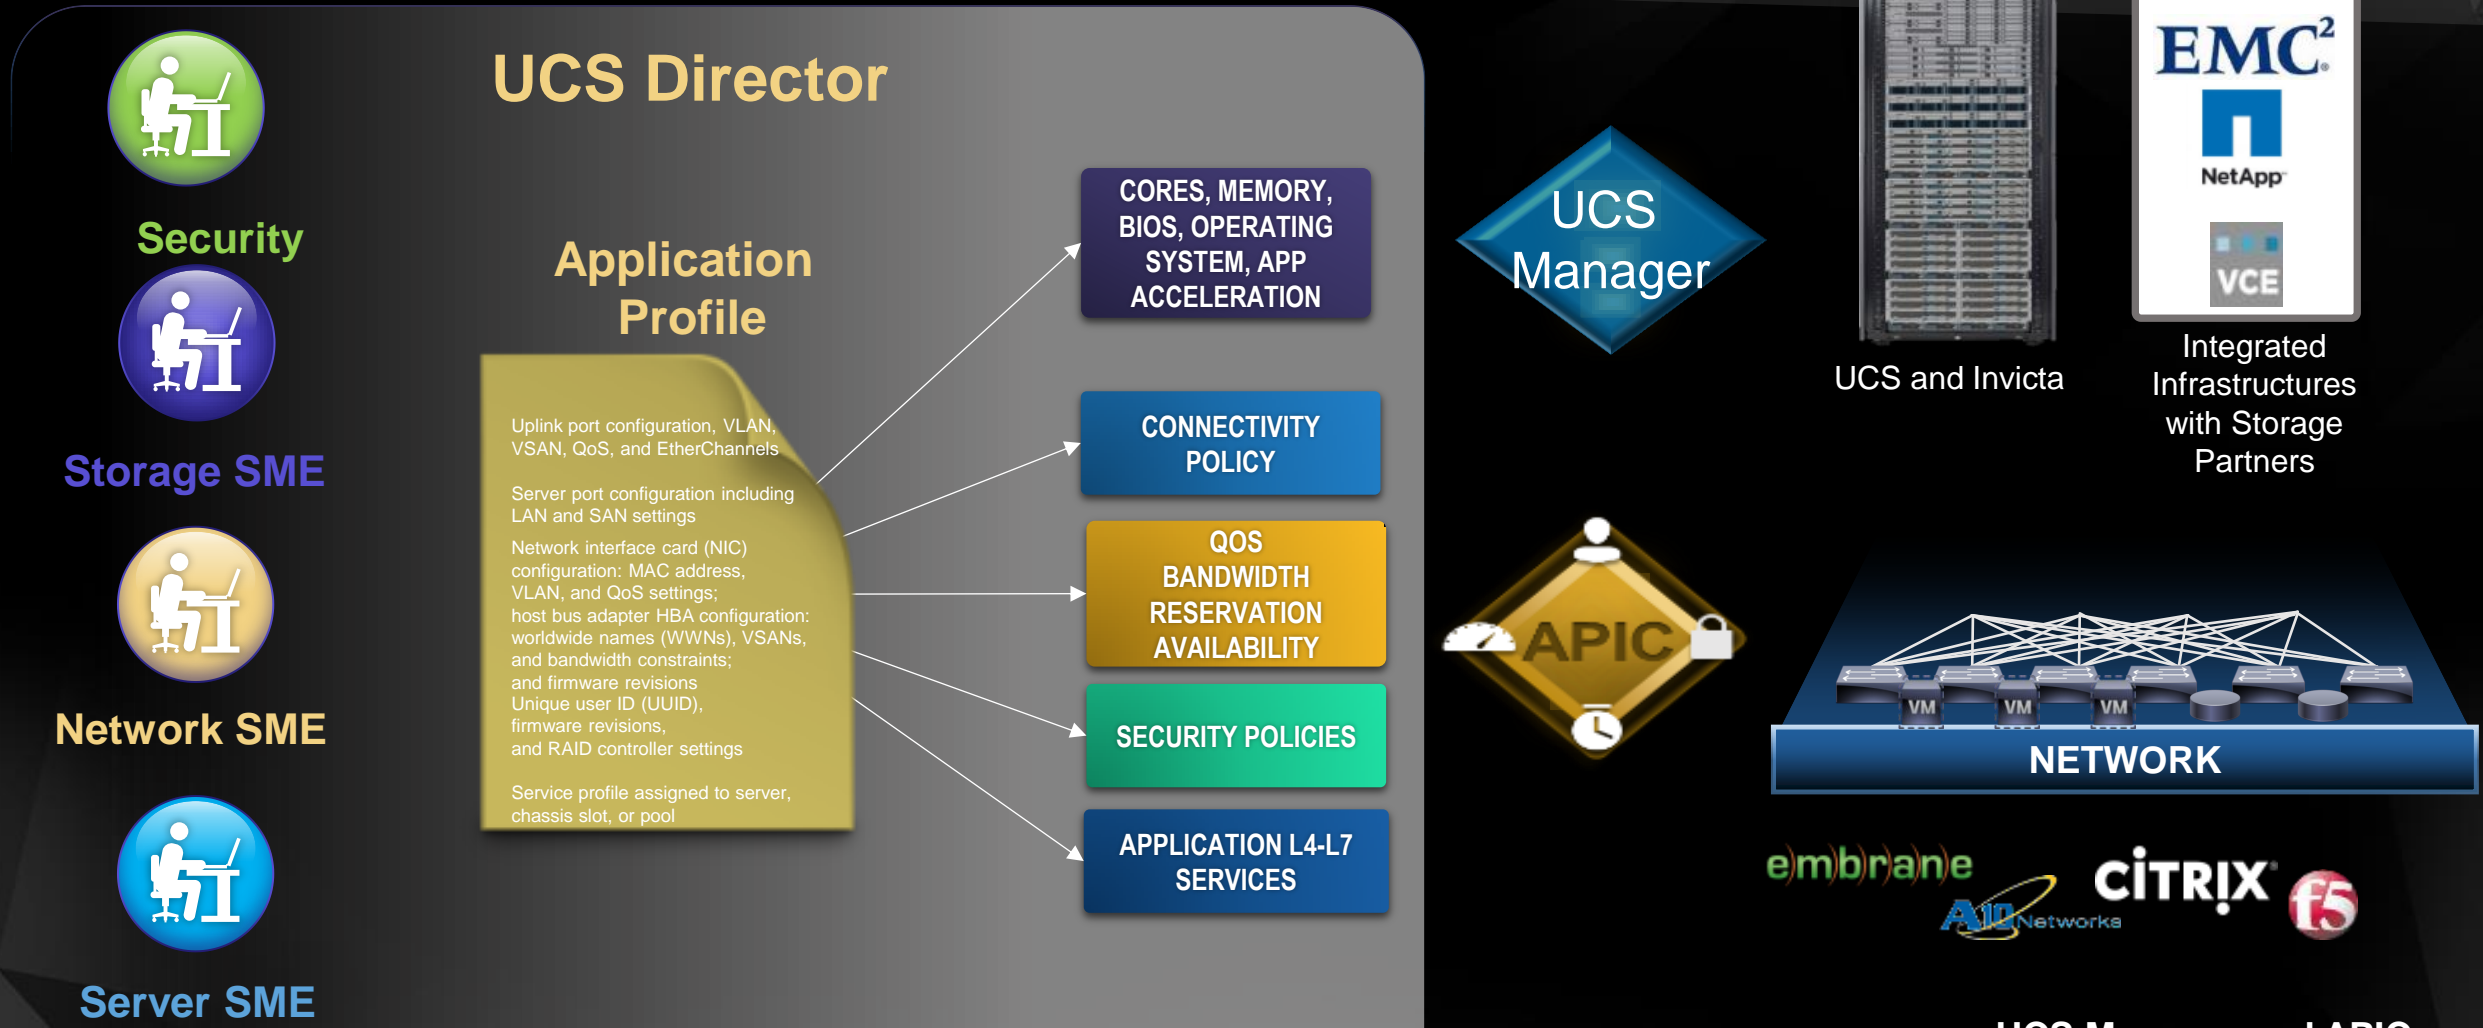 UCS Director
Security
Storage SME
Network SME
Server SME
Application
Profile
Uplink port configuration, VLAN,
VSAN, QoS, and EtherChannels
Server port configuration including
LAN and SAN settings
Network interface card (NIC)
configuration: MAC address,
VLAN, and QoS settings;
host bus adapter HBA configuration:
worldwide names (WWNs), VSANs,
and bandwidth constraints;
and firmware revisions
Unique user ID (UUID),
firmware revisions,
and RAID controller settings
Service profile assigned to server,
chassis slot, or pool
CORES, MEMORY,
BIOS, OPERATING
SYSTEM, APP
ACCELERATION
CONNECTIVITY
POLICY
QOS
BANDWIDTH
RESERVATION
AVAILABILITY
SECURITY POLICIES
APPLICATION L4-L7
SERVICES
UCS
Manager
APIC
UCS and Invicta
EMC²
NetApp
VCE
Integrated
Infrastructures
with Storage
Partners
VM
VM
VM
NETWORK
embrane
A10 Networks
CITRIX
f5